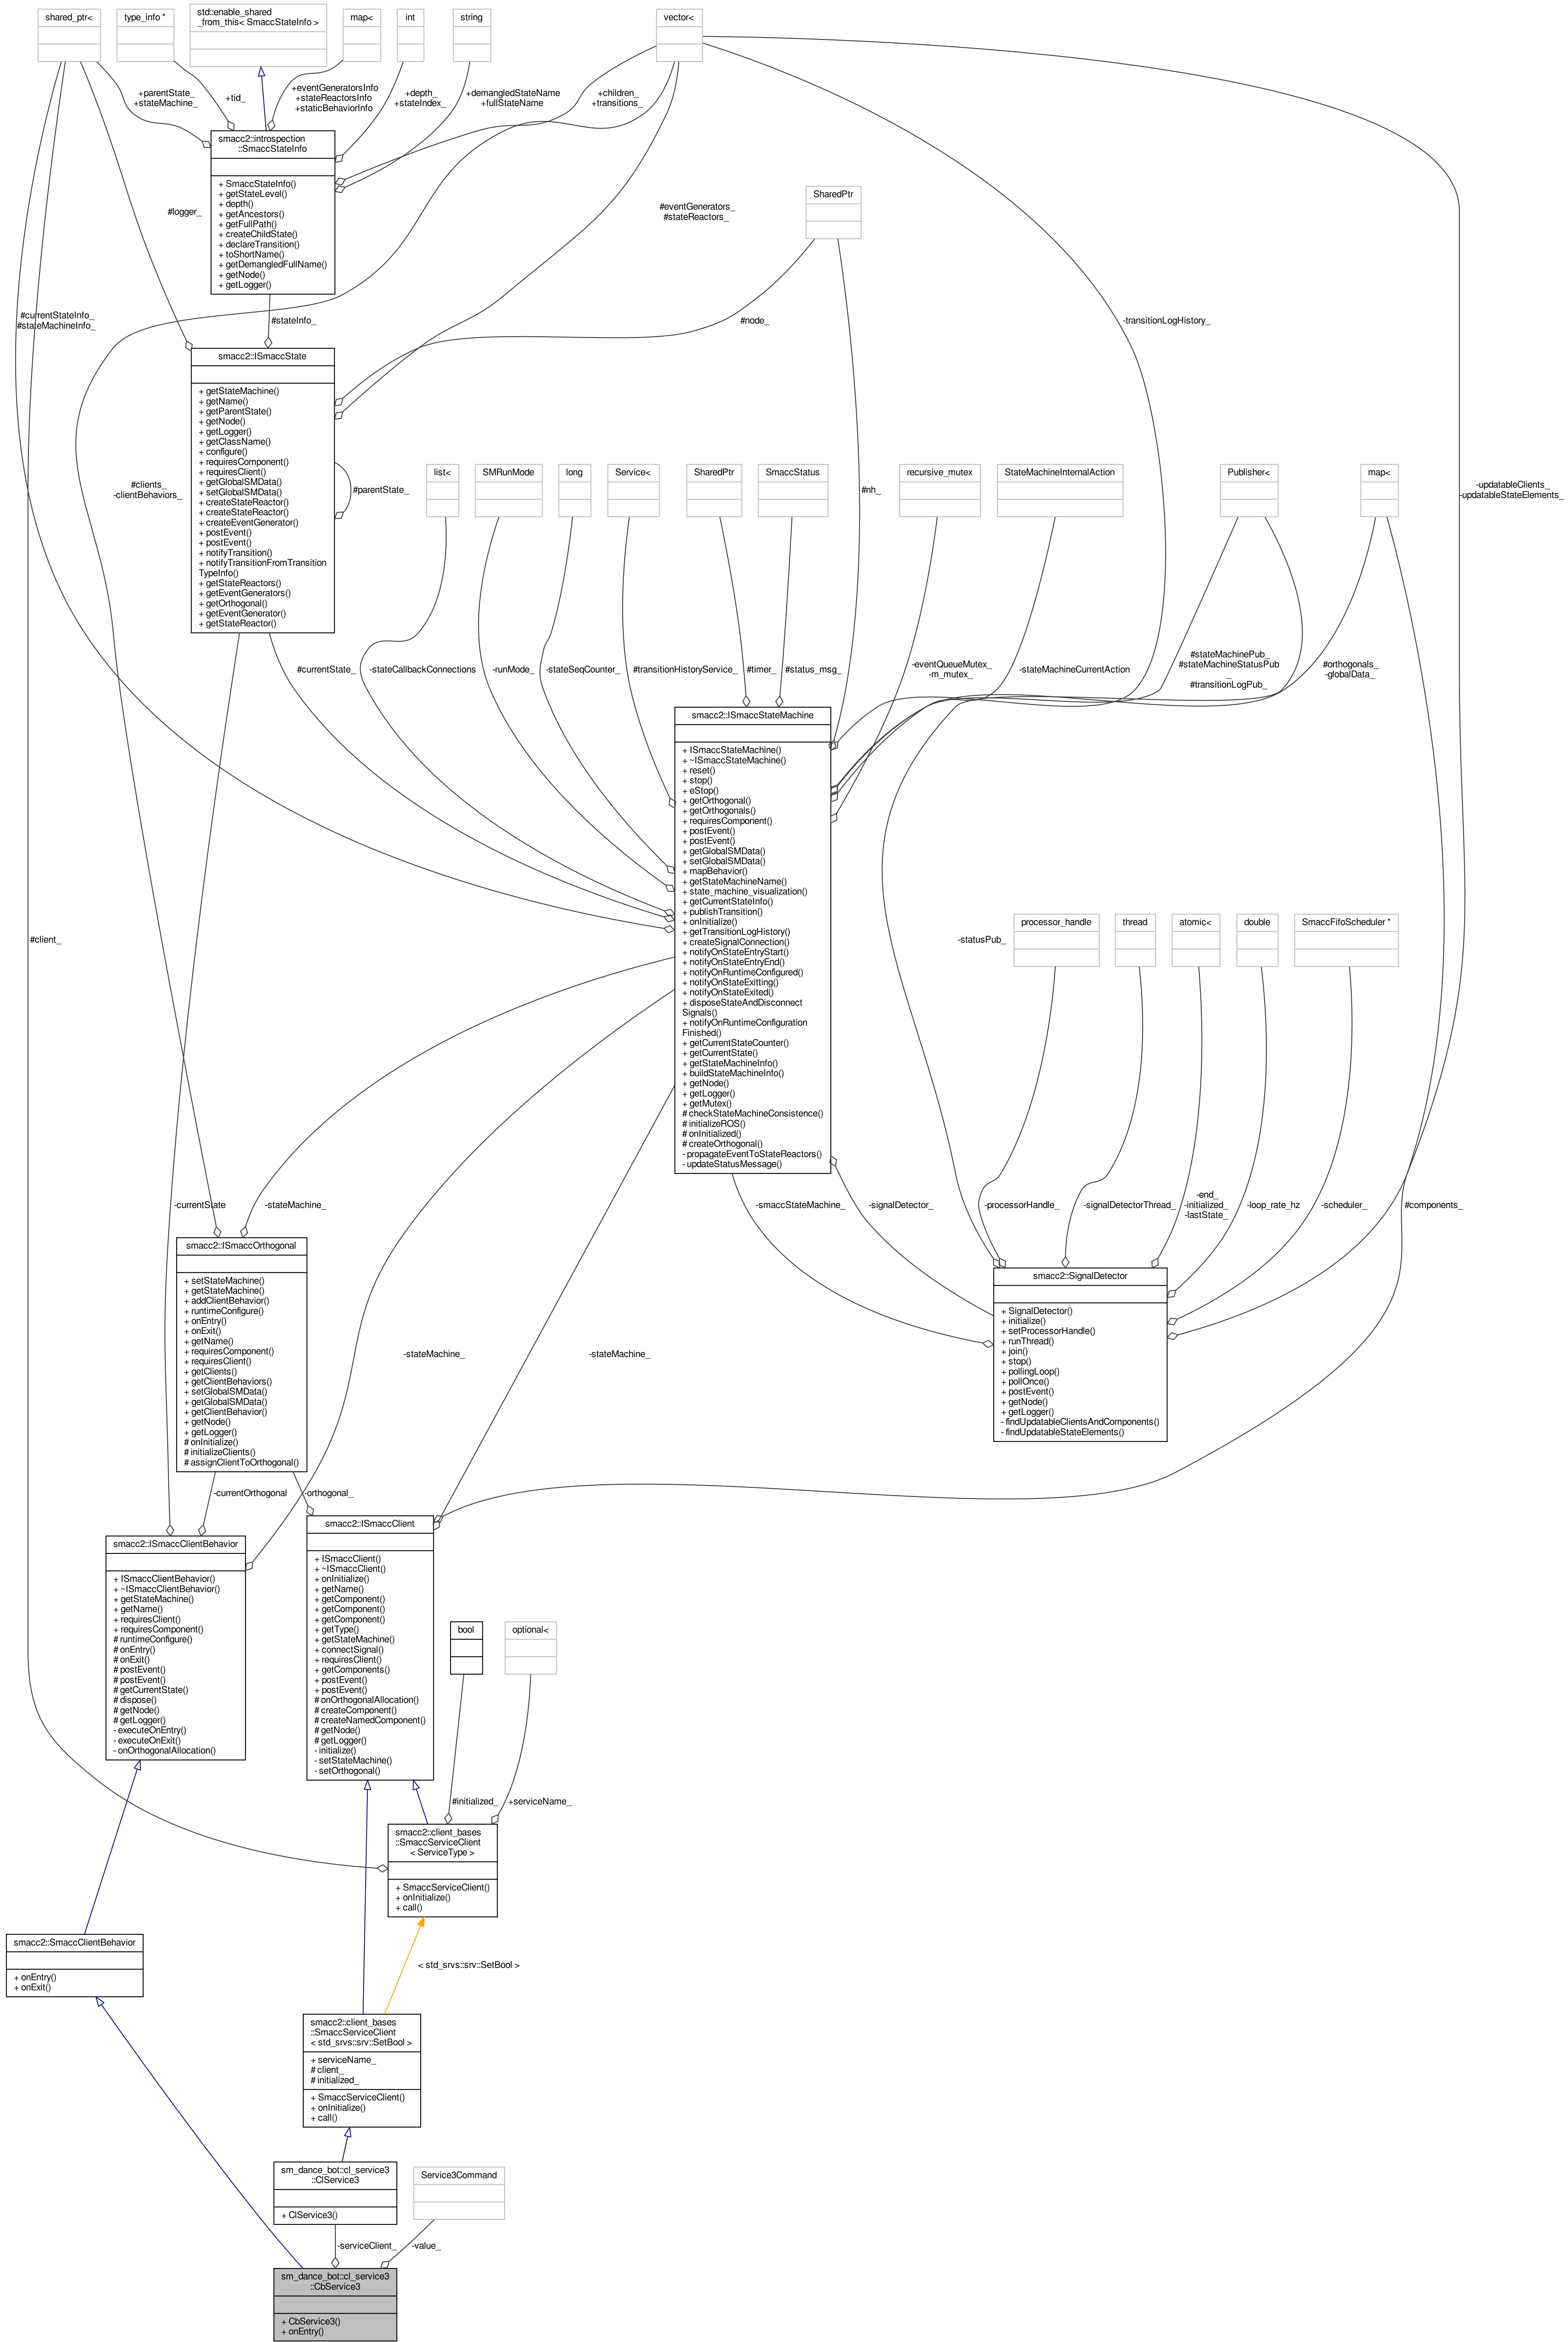 shared_ptr<
type_info *
std::enable_shared
_from_this< SmaccStateInfo >
map<
int
string
vector<
+parentState_
+stateMachine_
+tid_
+eventGeneratorsInfo
+stateReactorsInfo
+staticBehaviorInfo
+depth_
+stateIndex_
+demangledStateName
+fullStateName
+children_
+transitions_
smacc2::introspection
::SmaccStateInfo
+ SmaccStateInfo()
+ getStateLevel()
+ depth()
+ getAncestors()
+ getFullPath()
+ createChildState()
+ declareTransition()
+ toShortName()
+ getDemangledFullName()
+ getNode()
+ getLogger()
#logger_
#eventGenerators_
#stateReactors_
SharedPtr
#currentStateInfo_
#stateMachineInfo_
#stateInfo_
#node_
-transitionLogHistory_
smacc2::ISmaccState
+ getStateMachine()
+ getName()
+ getParentState()
+ getNode()
+ getLogger()
+ getClassName()
+ configure()
+ requiresComponent()
+ requiresClient()
+ getGlobalSMData()
+ setGlobalSMData()
+ createStateReactor()
+ createStateReactor()
+ createEventGenerator()
+ postEvent()
+ postEvent()
+ notifyTransition()
+ notifyTransitionFromTransition
TypeInfo()
+ getStateReactors()
+ getEventGenerators()
+ getOrthogonal()
+ getEventGenerator()
+ getStateReactor()
#parentState_
#clients_
-clientBehaviors_
list<
SMRunMode
long
Service<
SharedPtr
SmaccStatus
#nh_
recursive_mutex
StateMachineInternalAction
Publisher<
map<
-updatableClients_
-updatableStateElements_
#currentState_
-stateCallbackConnections
-runMode_
-stateSeqCounter_
#transitionHistoryService_
#timer_
#status_msg_
-eventQueueMutex_
-m_mutex_
-stateMachineCurrentAction
#stateMachinePub_
#stateMachineStatusPub
_
#transitionLogPub_
#orthogonals_
-globalData_
smacc2::ISmaccStateMachine
+ ISmaccStateMachine()
+ ~ISmaccStateMachine()
+ reset()
+ stop()
+ eStop()
+ getOrthogonal()
+ getOrthogonals()
+ requiresComponent()
+ postEvent()
+ postEvent()
+ getGlobalSMData()
+ setGlobalSMData()
+ mapBehavior()
+ getStateMachineName()
+ state_machine_visualization()
+ getCurrentStateInfo()
+ publishTransition()
+ onInitialize()
+ getTransitionLogHistory()
+ createSignalConnection()
+ notifyOnStateEntryStart()
+ notifyOnStateEntryEnd()
+ notifyOnRuntimeConfigured()
+ notifyOnStateExitting()
+ notifyOnStateExited()
+ disposeStateAndDisconnect
Signals()
+ notifyOnRuntimeConfiguration
Finished()
+ getCurrentStateCounter()
+ getCurrentState()
+ getStateMachineInfo()
+ buildStateMachineInfo()
+ getNode()
+ getLogger()
+ getMutex()
# checkStateMachineConsistence()
# initializeROS()
# onInitialized()
# createOrthogonal()
- propagateEventToStateReactors()
- updateStatusMessage()
#client_
-statusPub_
processor_handle
thread
atomic<
double
SmaccFifoScheduler *
-currentState
-stateMachine_
-smaccStateMachine_
-signalDetector_
-processorHandle_
-signalDetectorThread_
-end_
-initialized_
-lastState_
-loop_rate_hz
-scheduler_
#components_
smacc2::ISmaccOrthogonal
+ setStateMachine()
+ getStateMachine()
+ addClientBehavior()
+ runtimeConfigure()
+ onEntry()
+ onExit()
+ getName()
+ requiresComponent()
+ requiresClient()
+ getClients()
+ getClientBehaviors()
+ setGlobalSMData()
+ getGlobalSMData()
+ getClientBehavior()
+ getNode()
+ getLogger()
# onInitialize()
# initializeClients()
# assignClientToOrthogonal()
smacc2::SignalDetector
+ SignalDetector()
+ initialize()
+ setProcessorHandle()
+ runThread()
+ join()
+ stop()
+ pollingLoop()
+ pollOnce()
+ postEvent()
+ getNode()
+ getLogger()
- findUpdatableClientsAndComponents()
- findUpdatableStateElements()
-stateMachine_
-stateMachine_
-currentOrthogonal
-orthogonal_
smacc2::ISmaccClientBehavior
+ ISmaccClientBehavior()
+ ~ISmaccClientBehavior()
+ getStateMachine()
+ getName()
+ requiresClient()
+ requiresComponent()
# runtimeConfigure()
# onEntry()
# onExit()
# postEvent()
# postEvent()
# getCurrentState()
# dispose()
# getNode()
# getLogger()
- executeOnEntry()
- executeOnExit()
- onOrthogonalAllocation()
smacc2::ISmaccClient
+ ISmaccClient()
+ ~ISmaccClient()
+ onInitialize()
+ getName()
+ getComponent()
+ getComponent()
+ getComponent()
+ getType()
+ getStateMachine()
+ connectSignal()
+ requiresClient()
+ getComponents()
+ postEvent()
+ postEvent()
# onOrthogonalAllocation()
# createComponent()
# createNamedComponent()
# getNode()
# getLogger()
- initialize()
- setStateMachine()
- setOrthogonal()
bool
optional<
#initialized_
+serviceName_
smacc2::client_bases
::SmaccServiceClient
< ServiceType >
+ SmaccServiceClient()
+ onInitialize()
+ call()
smacc2::SmaccClientBehavior
+ onEntry()
+ onExit()
< std_srvs::srv::SetBool >
smacc2::client_bases
::SmaccServiceClient
< std_srvs::srv::SetBool >
+ serviceName_
# client_
# initialized_
+ SmaccServiceClient()
+ onInitialize()
+ call()
sm_dance_bot::cl_service3
::ClService3
+ ClService3()
Service3Command
-serviceClient_
-value_
sm_dance_bot::cl_service3
::CbService3
+ CbService3()
+ onEntry()